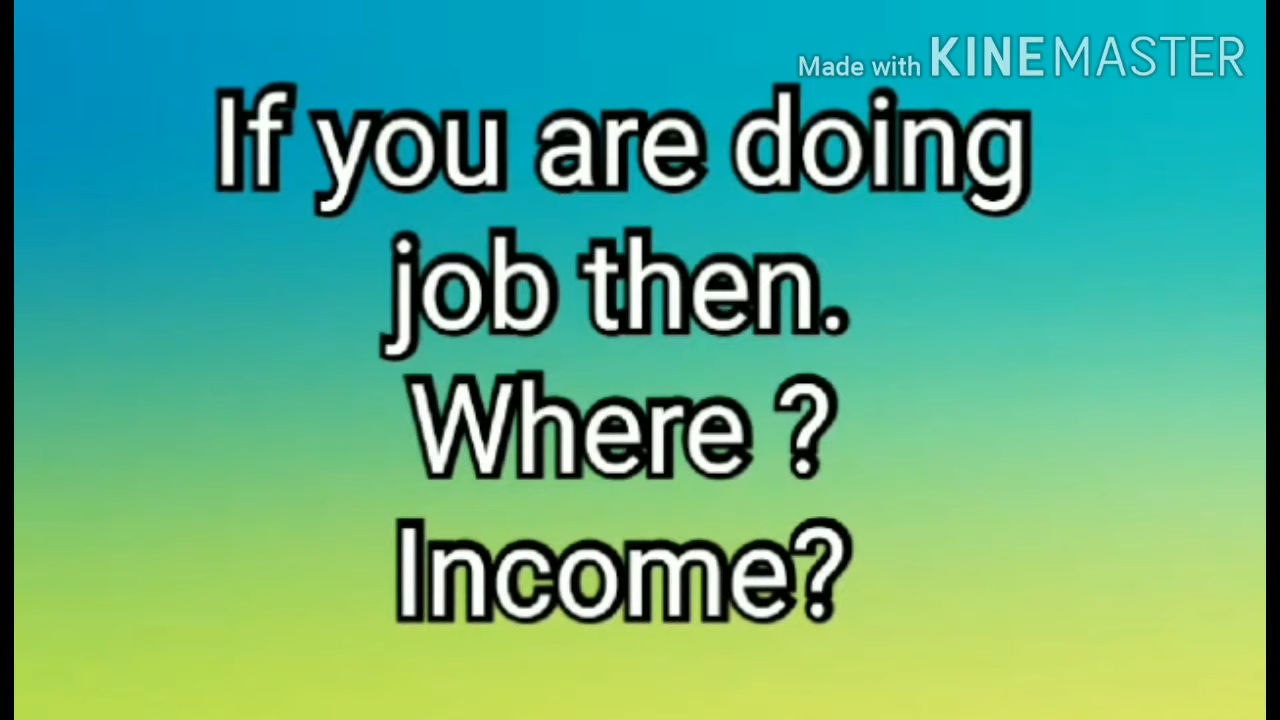 Made with KINEMASTER
If you are doing
job then.
Where ?
Income?